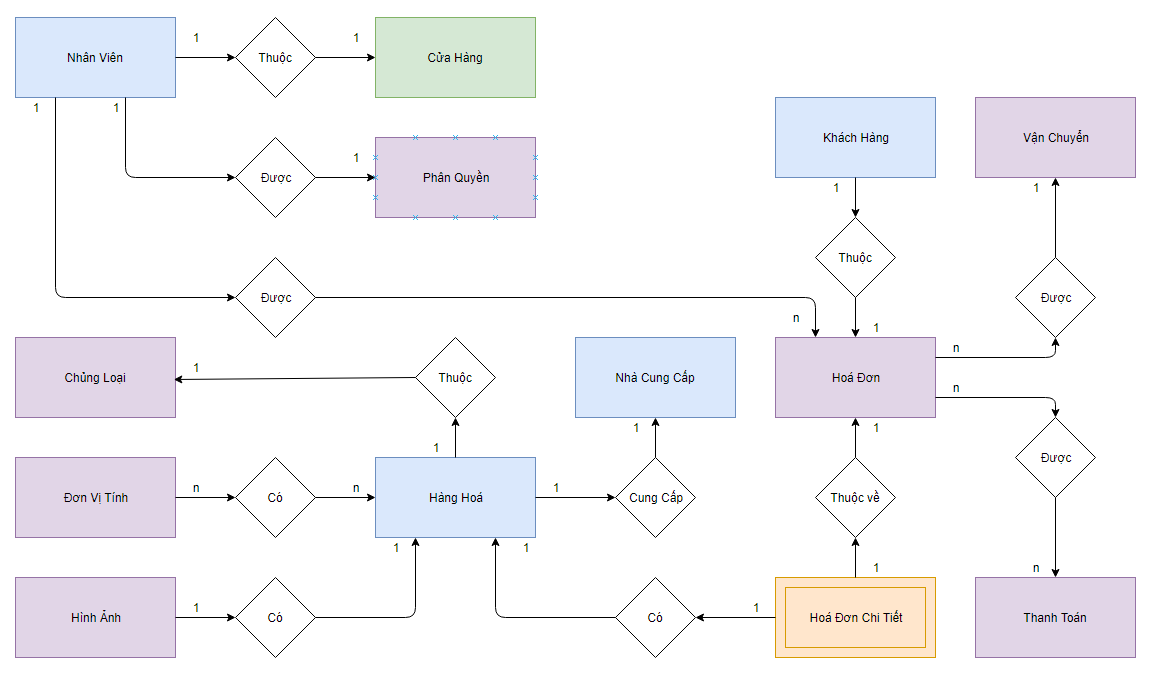 Nhân Viên
1
Thuộc
1
Cửa Hàng
1
1
Được
1
Phân Quyền
Khách Hàng
Vận Chuyển
1
1
Thuộc
Được
Được
n
1
Chủng Loại
1
Thuộc
Nhà Cung Cấp
Hoá Đơn
n
n
1
1
1
Được
Đơn Vị Tính
n
Có
n
Hàng Hoá
1
Cung Cấp
Thuộc về
1
1
1
n
Hình Ảnh
1
Có
Có
1
Hoá Đơn Chi Tiết
Thanh Toán